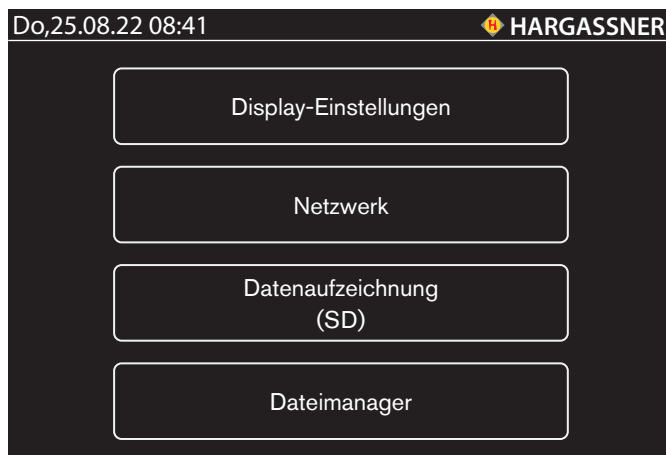 Do,25.08.22 08:41
H HARGASSNER
Display-Einstellungen
Netzwerk
Datenaufzeichnung
(SD)
Dateimanager